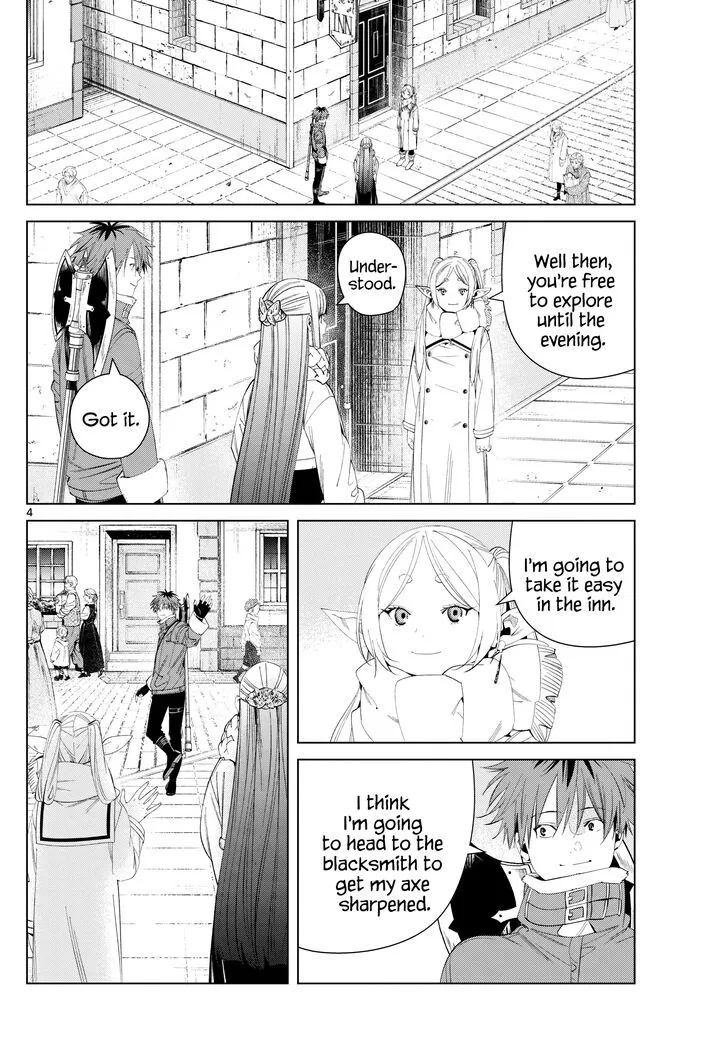 Well then,
you're free
to explore
until the
evening.
Under-
stood.
Got it.
4
I'm going to
take it easy
in the inn.
I think
I'm going
to head to the
blacksmith to
get my axe
sharpened.